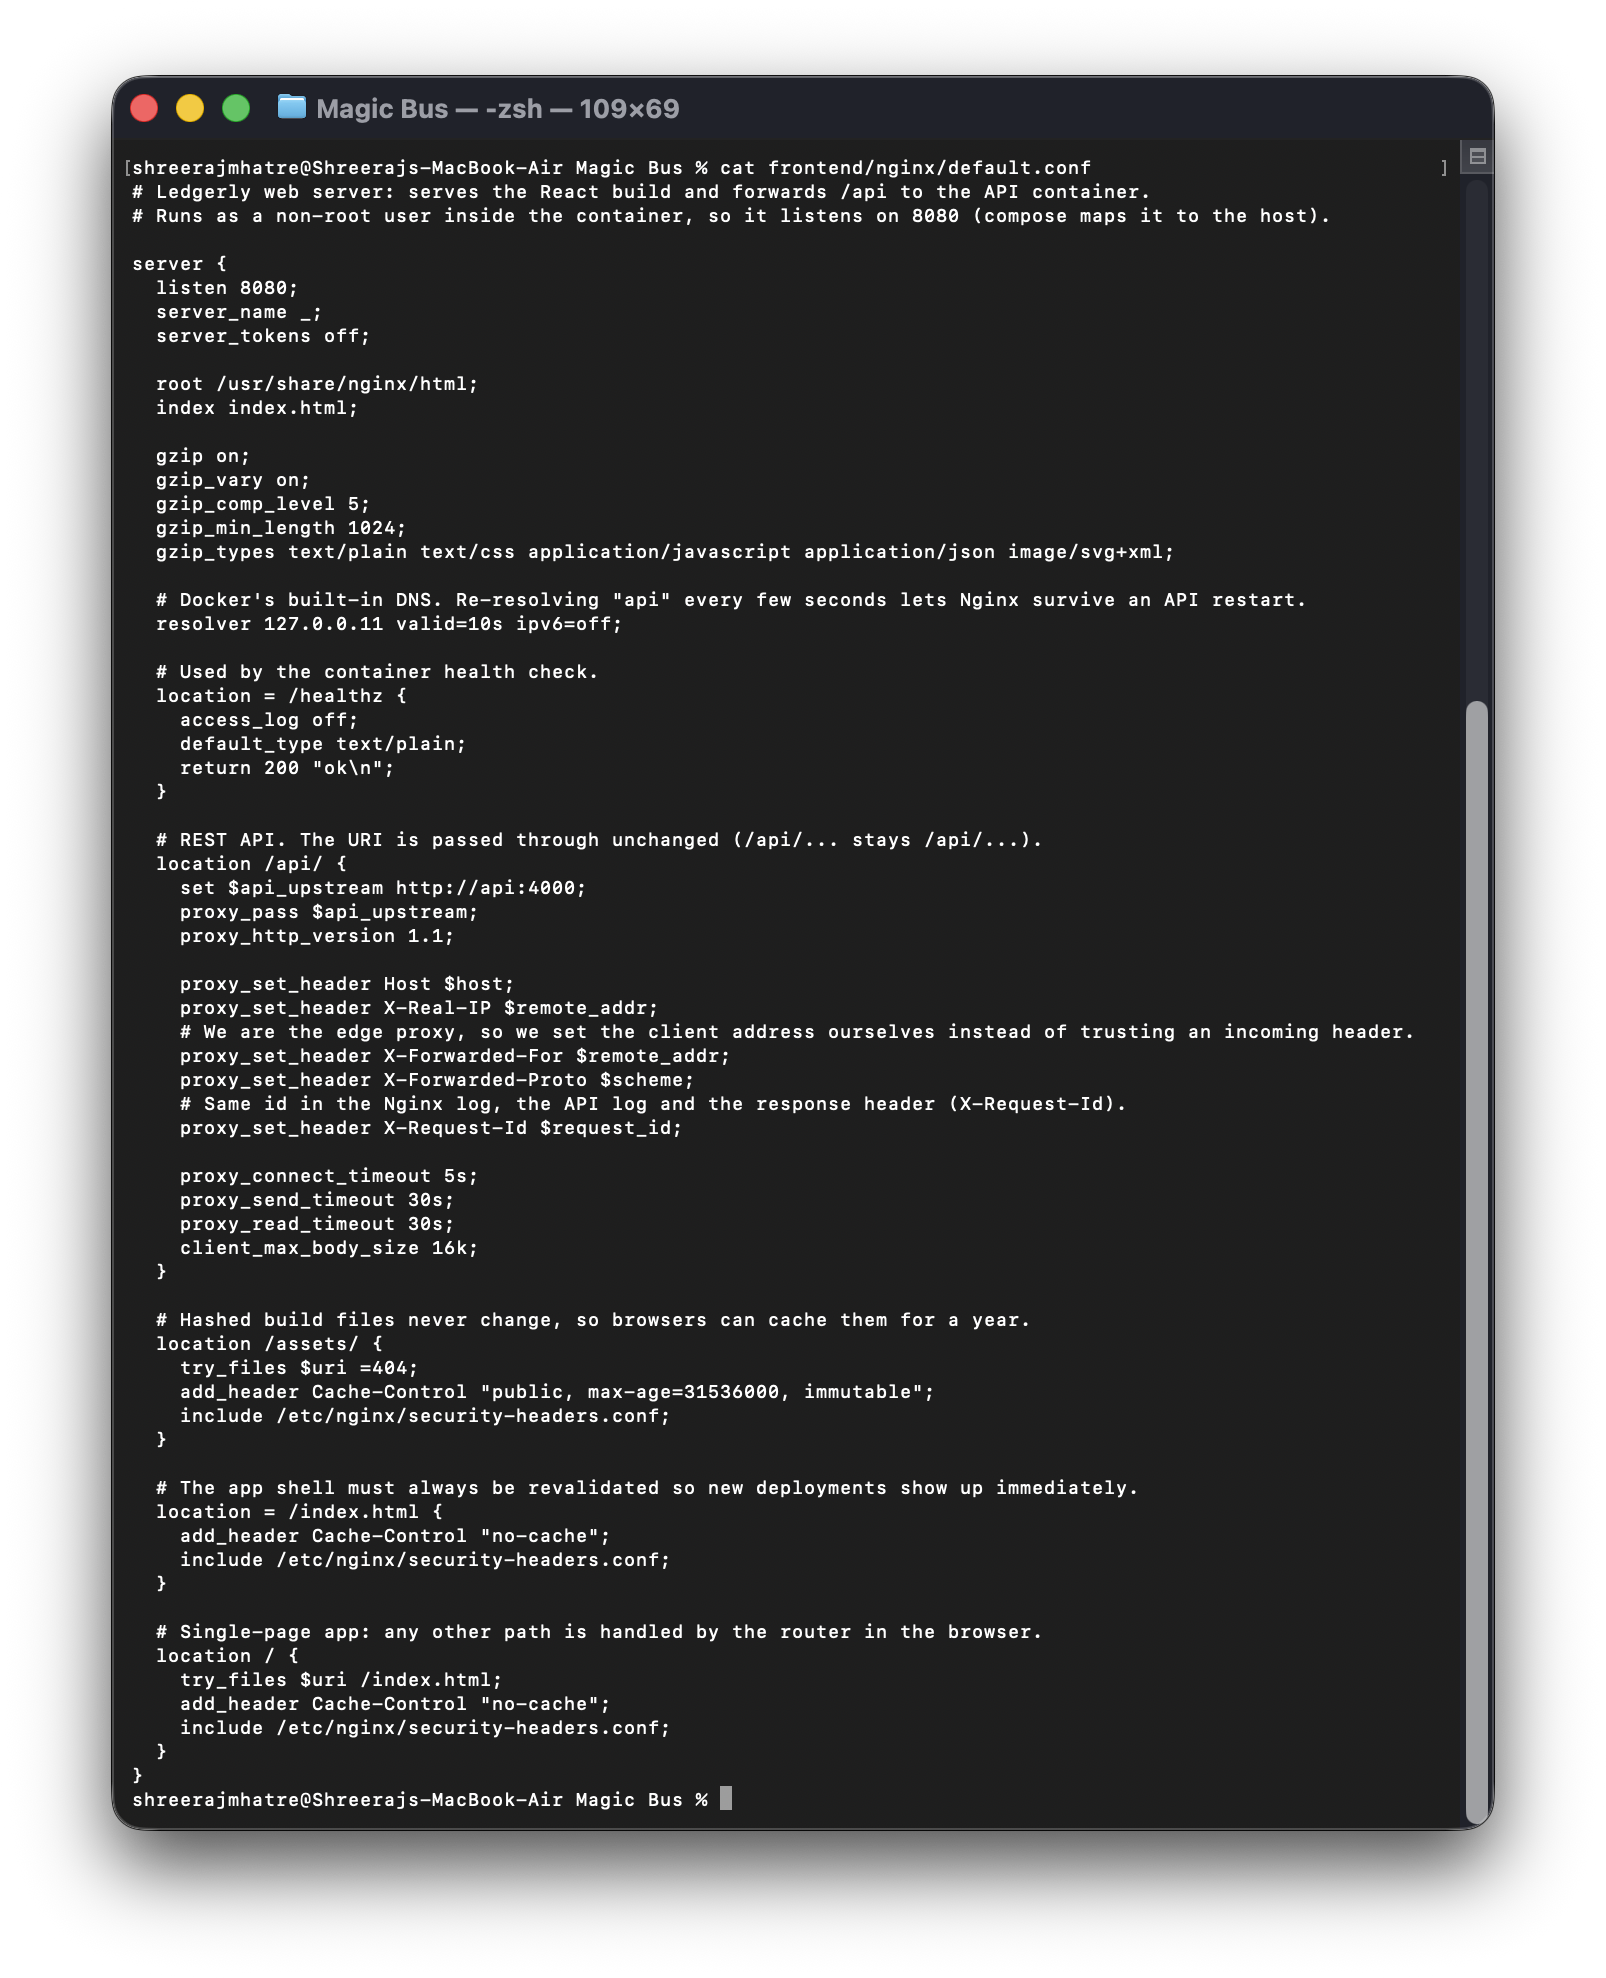 Magic Bus — -zsh — 109×69
[shreerajmhatre@Shreerajs-MacBook-Air Magic Bus % cat frontend/nginx/default.conf ]
# Ledgerly web server: serves the React build and forwards /api to the API container.
# Runs as a non-root user inside the container, so it listens on 8080 (compose maps it to the host).

server {
  listen 8080;
  server_name _;
  server_tokens off;

  root /usr/share/nginx/html;
  index index.html;

  gzip on;
  gzip_vary on;
  gzip_comp_level 5;
  gzip_min_length 1024;
  gzip_types text/plain text/css application/javascript application/json image/svg+xml;

  # Docker's built-in DNS. Re-resolving "api" every few seconds lets Nginx survive an API restart.
  resolver 127.0.0.11 valid=10s ipv6=off;

  # Used by the container health check.
  location = /healthz {
    access_log off;
    default_type text/plain;
    return 200 "ok\n";
  }

  # REST API. The URI is passed through unchanged (/api/... stays /api/...).
  location /api/ {
    set $api_upstream http://api:4000;
    proxy_pass $api_upstream;
    proxy_http_version 1.1;

    proxy_set_header Host $host;
    proxy_set_header X-Real-IP $remote_addr;
    # We are the edge proxy, so we set the client address ourselves instead of trusting an incoming header.
    proxy_set_header X-Forwarded-For $remote_addr;
    proxy_set_header X-Forwarded-Proto $scheme;
    # Same id in the Nginx log, the API log and the response header (X-Request-Id).
    proxy_set_header X-Request-Id $request_id;

    proxy_connect_timeout 5s;
    proxy_send_timeout 30s;
    proxy_read_timeout 30s;
    client_max_body_size 16k;
  }

  # Hashed build files never change, so browsers can cache them for a year.
  location /assets/ {
    try_files $uri =404;
    add_header Cache-Control "public, max-age=31536000, immutable";
    include /etc/nginx/security-headers.conf;
  }

  # The app shell must always be revalidated so new deployments show up immediately.
  location = /index.html {
    add_header Cache-Control "no-cache";
    include /etc/nginx/security-headers.conf;
  }

  # Single-page app: any other path is handled by the router in the browser.
  location / {
    try_files $uri /index.html;
    add_header Cache-Control "no-cache";
    include /etc/nginx/security-headers.conf;
  }
}
shreerajmhatre@Shreerajs-MacBook-Air Magic Bus %